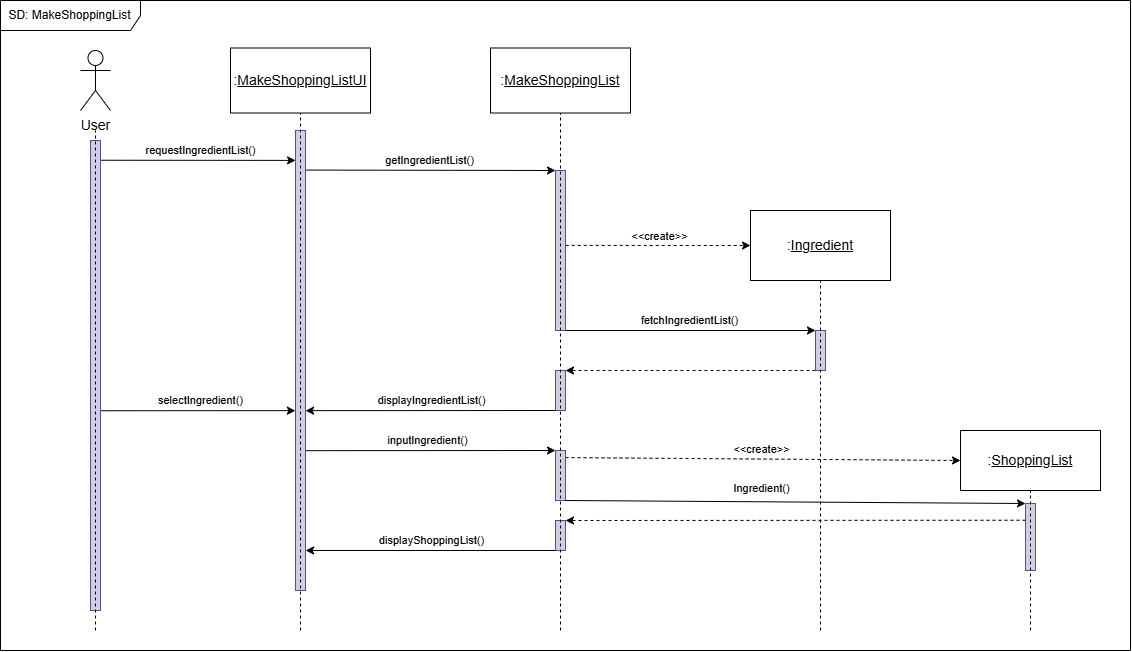 SD: MakeShoppingList
User
:MakeShoppingListUI
:MakeShoppingList
requestIngredientList()
getIngredientList()
<<create>>
:Ingredient
fetchIngredientList()
selectIngredient()
displayIngredientList()
inputIngredient()
<<create>>
:ShoppingList
Ingredient()
displayShoppingList()